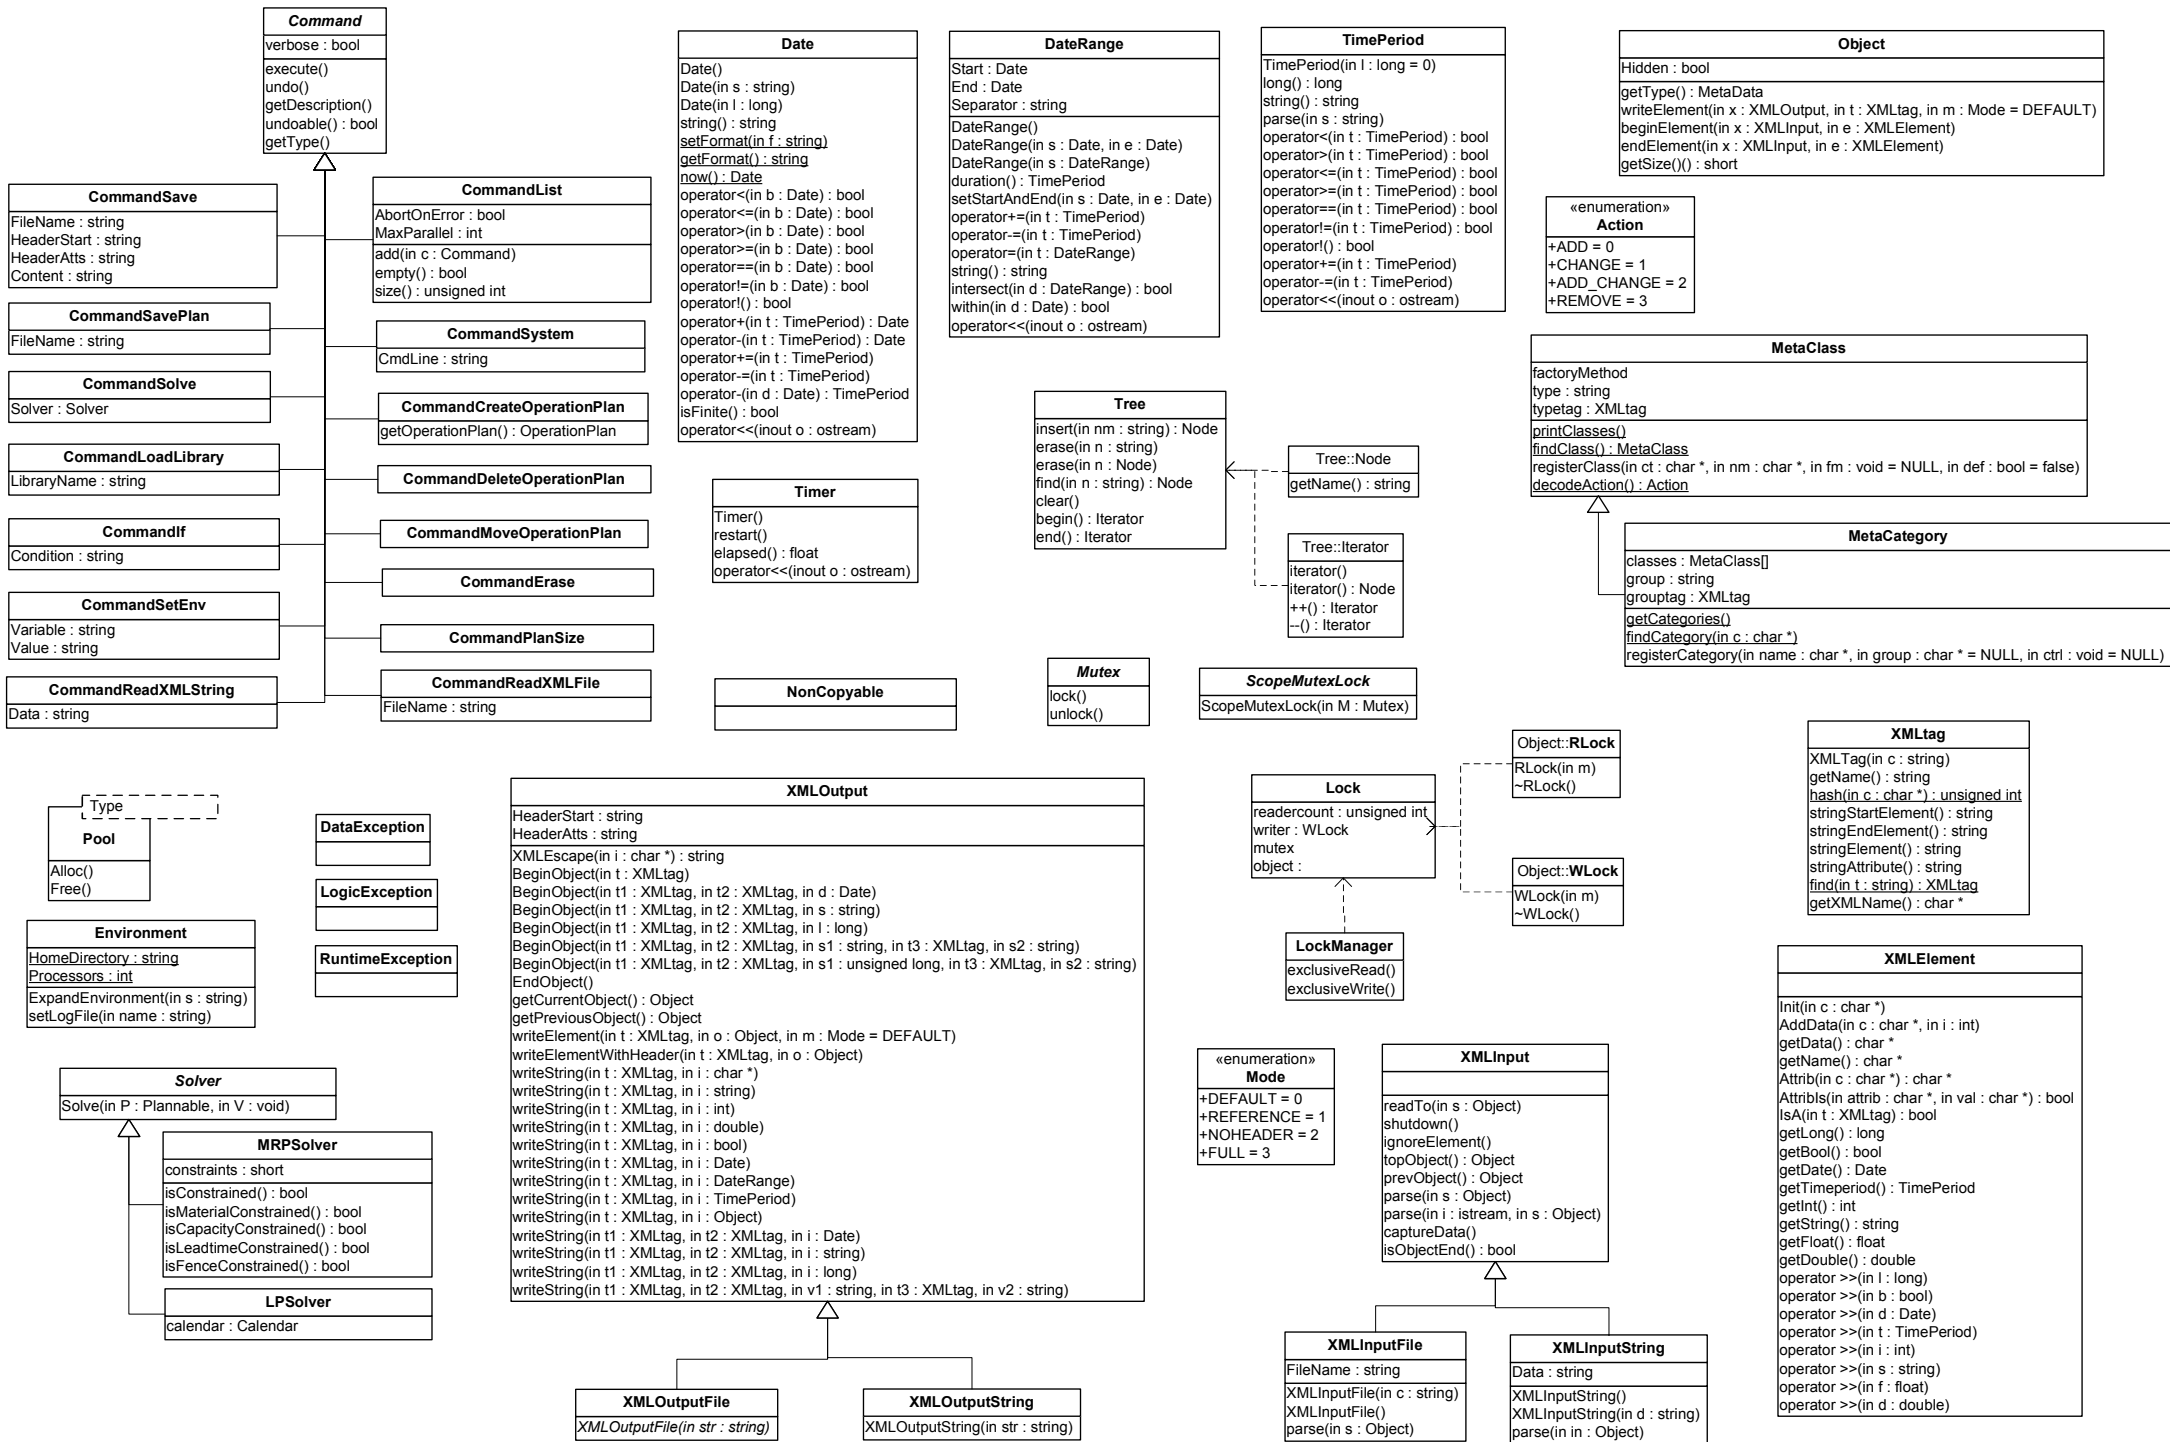 Command
verbose : bool
execute()
undo()
getDescription()
undoable() : bool
getType()
CommandSave
FileName : string
HeaderStart : string
HeaderAtts : string
Content : string
CommandSavePlan
FileName : string
CommandSolve
Solver : Solver
CommandLoadLibrary
LibraryName : string
CommandIf
Condition : string
CommandSetEnv
Variable : string
Value : string
CommandReadXMLString
Data : string
CommandList
AbortOnError : bool
MaxParallel : int
add(in c : Command)
empty() : bool
size() : unsigned int
CommandSystem
CmdLine : string
CommandCreateOperationPlan
getOperationPlan() : OperationPlan
CommandDeleteOperationPlan
CommandMoveOperationPlan
CommandErase
CommandPlanSize
CommandReadXMLFile
FileName : string
Date
Date()
Date(in s : string)
Date(in l : long)
string() : string
setFormat(in f : string)
getFormat() : string
now() : Date
operator<(in b : Date) : bool
operator<=(in b : Date) : bool
operator>(in b : Date) : bool
operator>=(in b : Date) : bool
operator==(in b : Date) : bool
operator!=(in b : Date) : bool
operator!() : bool
operator+(in t : TimePeriod) : Date
operator-(in t : TimePeriod) : Date
operator+=(in t : TimePeriod)
operator-=(in t : TimePeriod)
operator-(in d : Date) : TimePeriod
isFinite() : bool
operator<<(inout o : ostream)
Timer
Timer()
restart()
elapsed() : float
operator<<(inout o : ostream)
NonCopyable
DateRange
Start : Date
End : Date
Separator : string
DateRange()
DateRange(in s : Date, in e : Date)
DateRange(in s : DateRange)
duration() : TimePeriod
setStartAndEnd(in s : Date, in e : Date)
operator+=(in t : TimePeriod)
operator-=(in t : TimePeriod)
operator=(in t : DateRange)
string() : string
intersect(in d : DateRange) : bool
within(in d : Date) : bool
operator<<(inout o : ostream)
TimePeriod
TimePeriod(in l : long = 0)
long() : long
string() : string
parse(in s : string)
operator<(in t : TimePeriod) : bool
operator>(in t : TimePeriod) : bool
operator<=(in t : TimePeriod) : bool
operator>=(in t : TimePeriod) : bool
operator==(in t : TimePeriod) : bool
operator!=(in t : TimePeriod) : bool
operator!() : bool
operator+=(in t : TimePeriod)
operator-=(in t : TimePeriod)
operator<<(inout o : ostream)
Object
Hidden : bool
getType() : MetaData
writeElement(in x : XMLOutput, in t : XMLtag, in m : Mode = DEFAULT)
beginElement(in x : XMLInput, in e : XMLElement)
endElement(in x : XMLInput, in e : XMLElement)
getSize()() : short
«enumeration»
Action
+ADD = 0
+CHANGE = 1
+ADD_CHANGE = 2
+REMOVE = 3
MetaClass
factoryMethod
type : string
typetag : XMLtag
printClasses()
findClass() : MetaClass
registerClass(in ct : char *, in nm : char *, in fm : void = NULL, in def : bool = false)
decodeAction() : Action
MetaCategory
classes : MetaClass[]
group : string
grouptag : XMLtag
getCategories()
findCategory(in c : char *)
registerCategory(in name : char *, in group : char * = NULL, in ctrl : void = NULL)
Tree
insert(in nm : string) : Node
erase(in n : string)
erase(in n : Node)
find(in n : string) : Node
clear()
begin() : Iterator
end() : Iterator
Tree::Node
getName() : string
Tree::Iterator
iterator()
iterator() : Node
++() : Iterator
--() : Iterator
Mutex
lock()
unlock()
ScopeMutexLock
ScopeMutexLock(in M : Mutex)
Lock
readercount : unsigned int
writer : WLock
mutex
object :
Object::RLock
RLock(in m)
~RLock()
Object::WLock
WLock(in m)
~WLock()
LockManager
exclusiveRead()
exclusiveWrite()
XMLtag
XMLTag(in c : string)
getName() : string
hash(in c : char *) : unsigned int
stringStartElement() : string
stringEndElement() : string
stringElement() : string
stringAttribute() : string
find(in t : string) : XMLtag
getXMLName() : char *
Type
Pool
Alloc()
Free()
DataException
LogicException
RuntimeException
Environment
HomeDirectory : string
Processors : int
ExpandEnvironment(in s : string)
setLogFile(in name : string)
Solver
Solve(in P : Plannable, in V : void)
MRPSolver
constraints : short
isConstrained() : bool
isMaterialConstrained() : bool
isCapacityConstrained() : bool
isLeadtimeConstrained() : bool
isFenceConstrained() : bool
LPSolver
calendar : Calendar
XMLOutput
HeaderStart : string
HeaderAtts : string
XMLEscape(in i : char *) : string
BeginObject(in t : XMLtag)
BeginObject(in t1 : XMLtag, in t2 : XMLtag, in d : Date)
BeginObject(in t1 : XMLtag, in t2 : XMLtag, in s : string)
BeginObject(in t1 : XMLtag, in t2 : XMLtag, in l : long)
BeginObject(in t1 : XMLtag, in t2 : XMLtag, in s1 : string, in t3 : XMLtag, in s2 : string)
BeginObject(in t1 : XMLtag, in t2 : XMLtag, in s1 : unsigned long, in t3 : XMLtag, in s2 : string)
EndObject()
getCurrentObject() : Object
getPreviousObject() : Object
writeElement(in t : XMLtag, in o : Object, in m : Mode = DEFAULT)
writeElementWithHeader(in t : XMLtag, in o : Object)
writeString(in t : XMLtag, in i : char *)
writeString(in t : XMLtag, in i : string)
writeString(in t : XMLtag, in i : int)
writeString(in t : XMLtag, in i : double)
writeString(in t : XMLtag, in i : bool)
writeString(in t : XMLtag, in i : Date)
writeString(in t : XMLtag, in i : DateRange)
writeString(in t : XMLtag, in i : TimePeriod)
writeString(in t : XMLtag, in i : Object)
writeString(in t1 : XMLtag, in t2 : XMLtag, in i : Date)
writeString(in t1 : XMLtag, in t2 : XMLtag, in i : string)
writeString(in t1 : XMLtag, in t2 : XMLtag, in i : long)
writeString(in t1 : XMLtag, in t2 : XMLtag, in v1 : string, in t3 : XMLtag, in v2 : string)
XMLOutputFile
XMLOutputFile(in str : string)
XMLOutputString
XMLOutputString(in str : string)
«enumeration»
Mode
+DEFAULT = 0
+REFERENCE = 1
+NOHEADER = 2
+FULL = 3
XMLInput
readTo(in s : Object)
shutdown()
ignoreElement()
topObject() : Object
prevObject() : Object
parse(in s : Object)
parse(in i : istream, in s : Object)
captureData()
isObjectEnd() : bool
XMLInputFile
FileName : string
XMLInputFile(in c : string)
XMLInputFile()
parse(in s : Object)
XMLInputString
Data : string
XMLInputString()
XMLInputString(in d : string)
parse(in in : Object)
XMLElement
Init(in c : char *)
AddData(in c : char *, in i : int)
getData() : char *
getName() : char *
Attrib(in c : char *) : char *
AttribIs(in attrib : char *, in val : char *) : bool
IsA(in t : XMLtag) : bool
getLong() : long
getBool() : bool
getDate() : Date
getTimeperiod() : TimePeriod
getInt() : int
getString() : string
getFloat() : float
getDouble() : double
operator >>(in l : long)
operator >>(in b : bool)
operator >>(in d : Date)
operator >>(in t : TimePeriod)
operator >>(in i : int)
operator >>(in s : string)
operator >>(in f : float)
operator >>(in d : double)